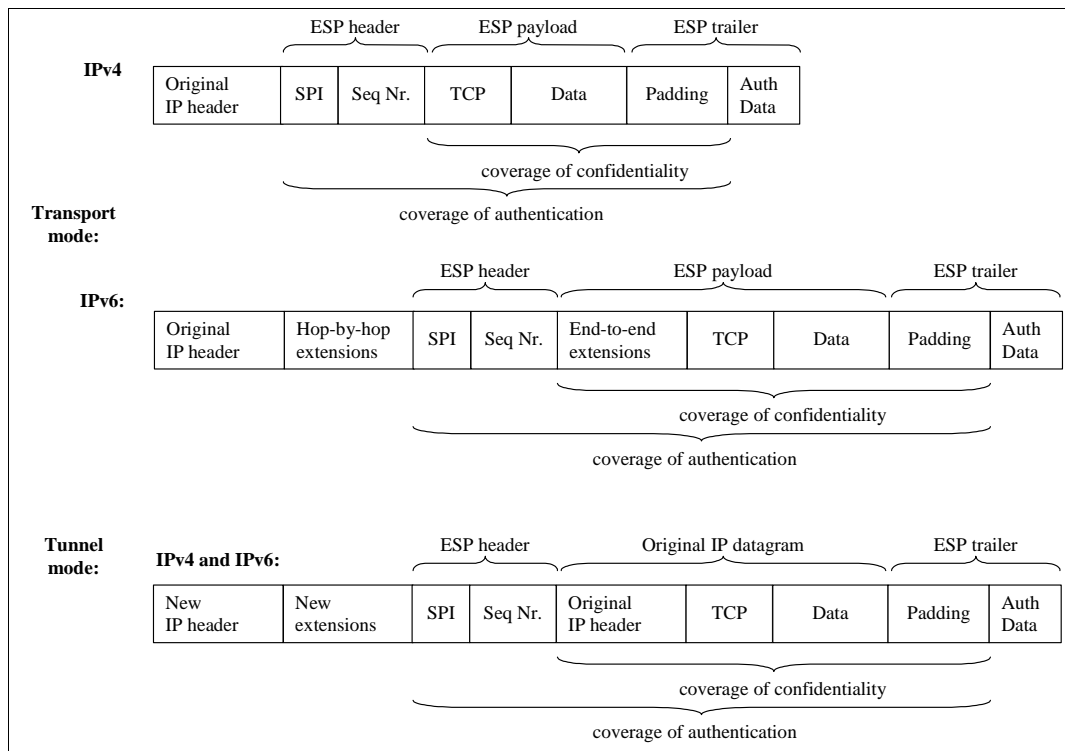 ESP header ESP payload ESP trailer
IPv4
Original IP header SPI Seq Nr. TCP Data Padding Auth Data
coverage of confidentiality
coverage of authentication
Transport mode:
ESP header ESP payload ESP trailer
IPv6:
Original IP header Hop-by-hop extensions SPI Seq Nr. End-to-end extensions TCP Data Padding Auth Data
coverage of confidentiality
coverage of authentication
Tunnel mode:
IPv4 and IPv6:
ESP header Original IP datagram ESP trailer
New IP header New extensions SPI Seq Nr. Original IP header TCP Data Padding Auth Data
coverage of confidentiality
coverage of authentication